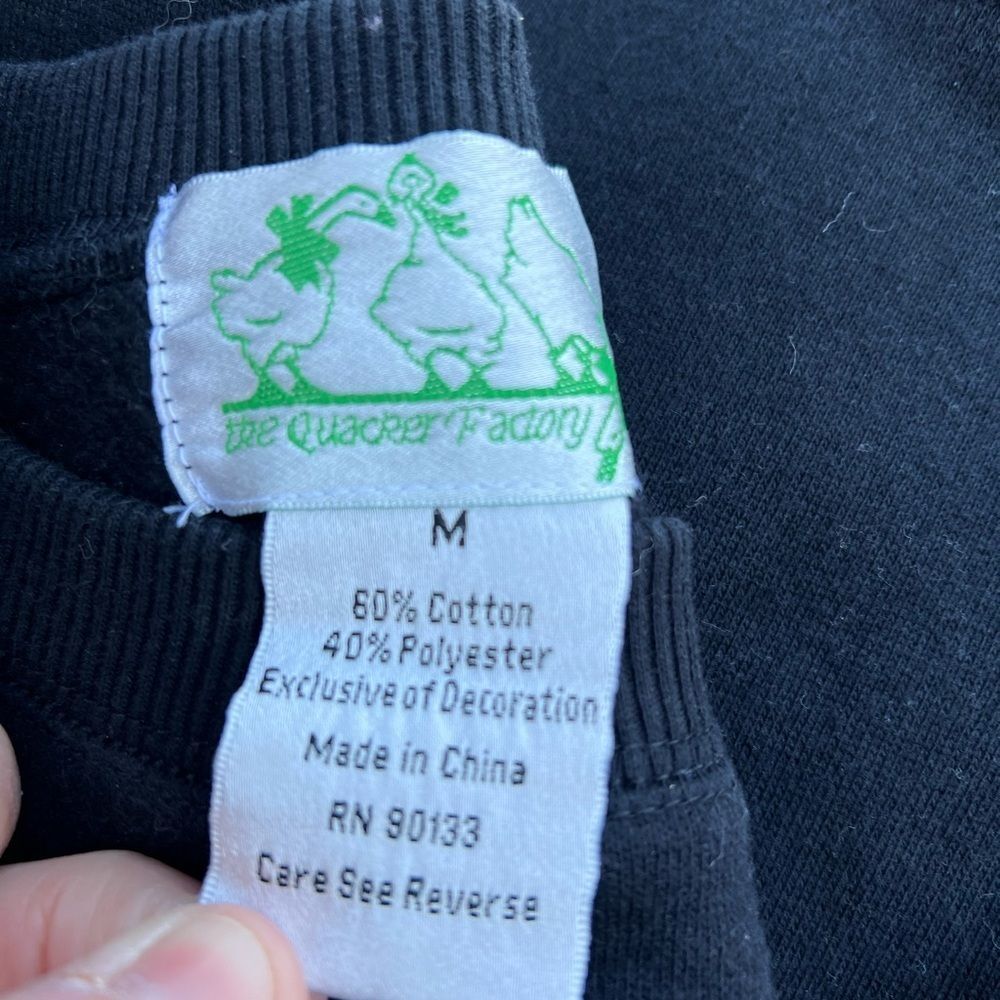 the Quacker Factory
M
60% Cotton
40% Polyester
Exclusive of Decoration
Made in China
RN 90133
Care See Reverse